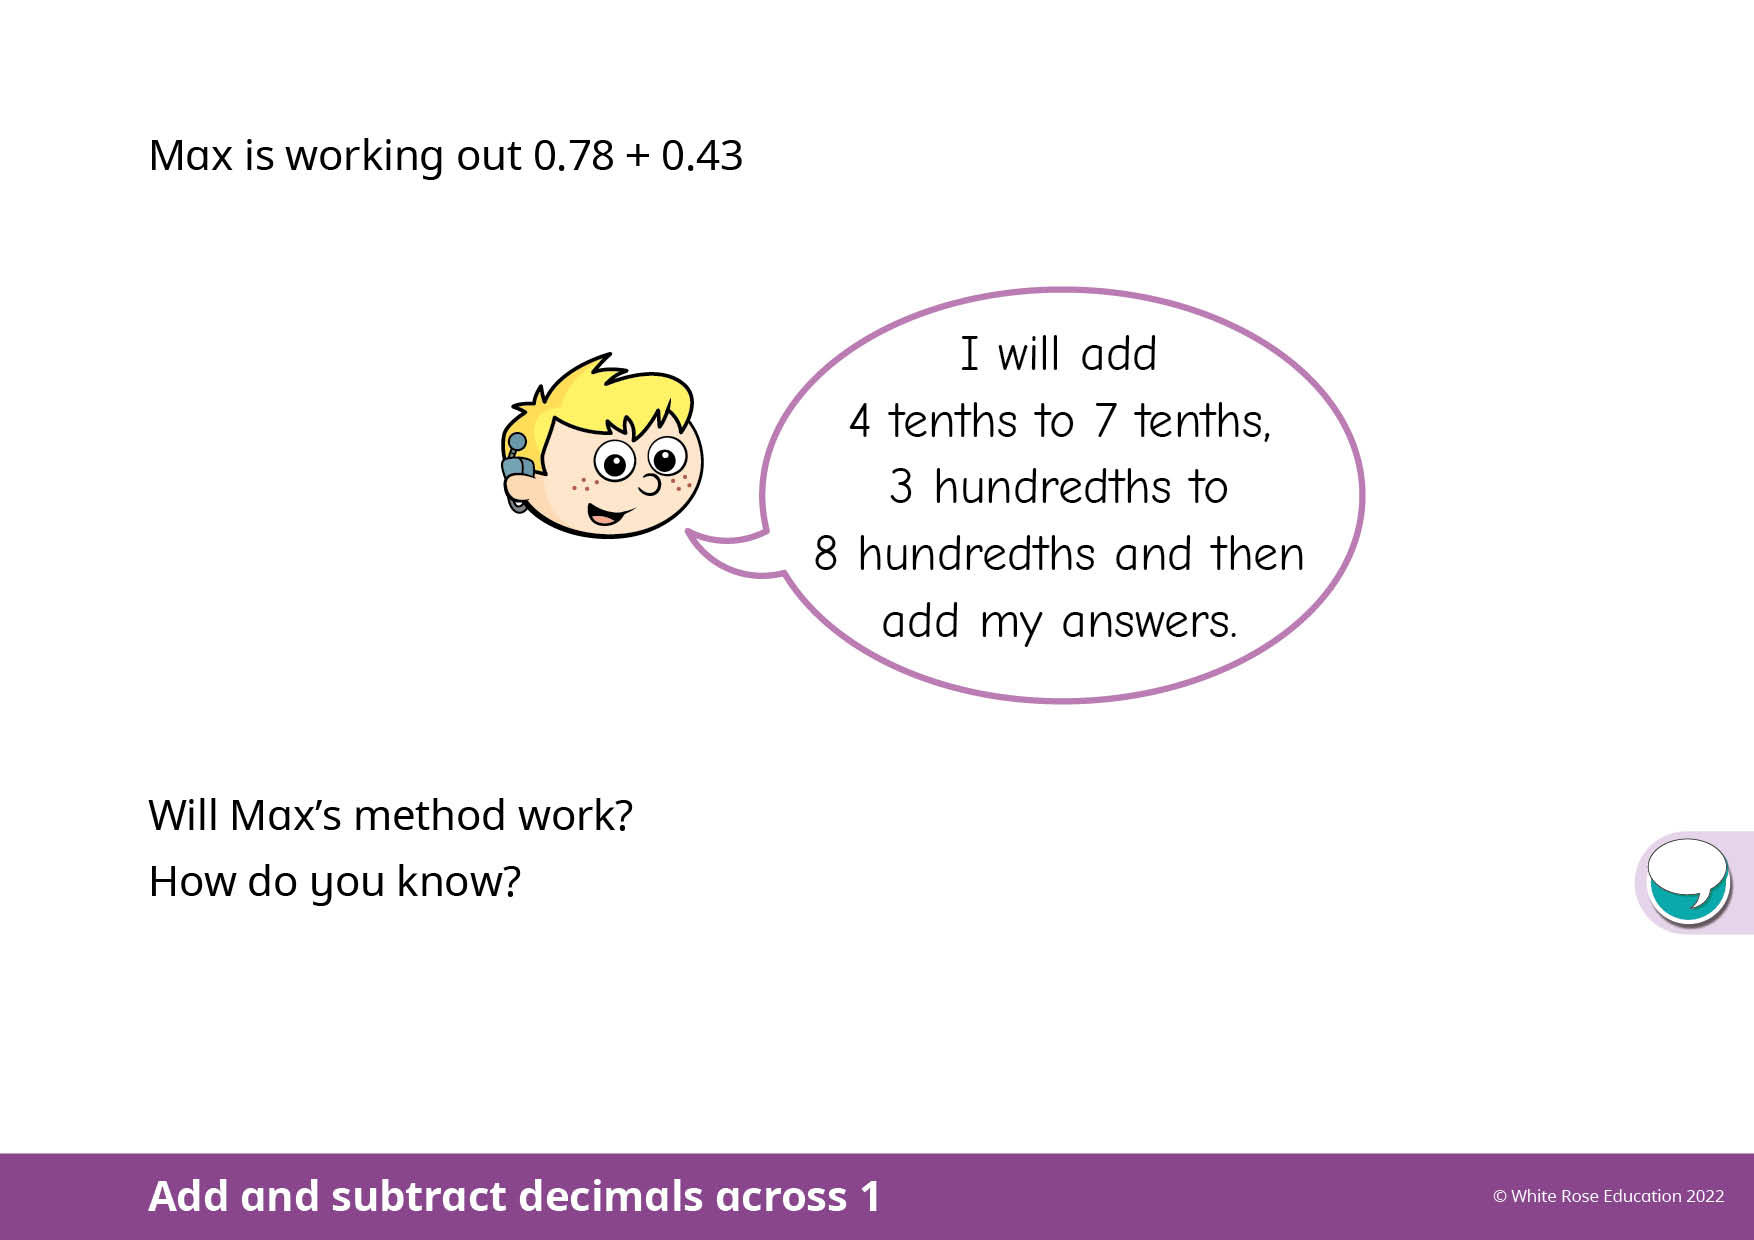 Max is working out 0.78 + 0.43
I will add
4 tenths to 7 tenths,
3 hundredths to
8 hundredths and then
add my answers.
Will Max’s method work?
How do you know?
Add and subtract decimals across 1
© White Rose Education 2022